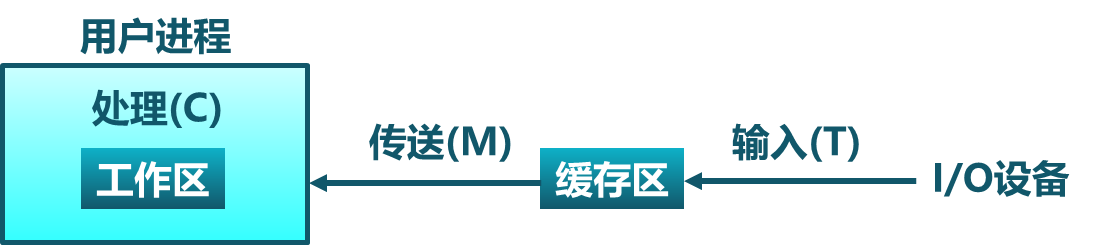 用户进程
处理(C)
工作区
传送(M)
缓存区
输入(T)
I/O设备